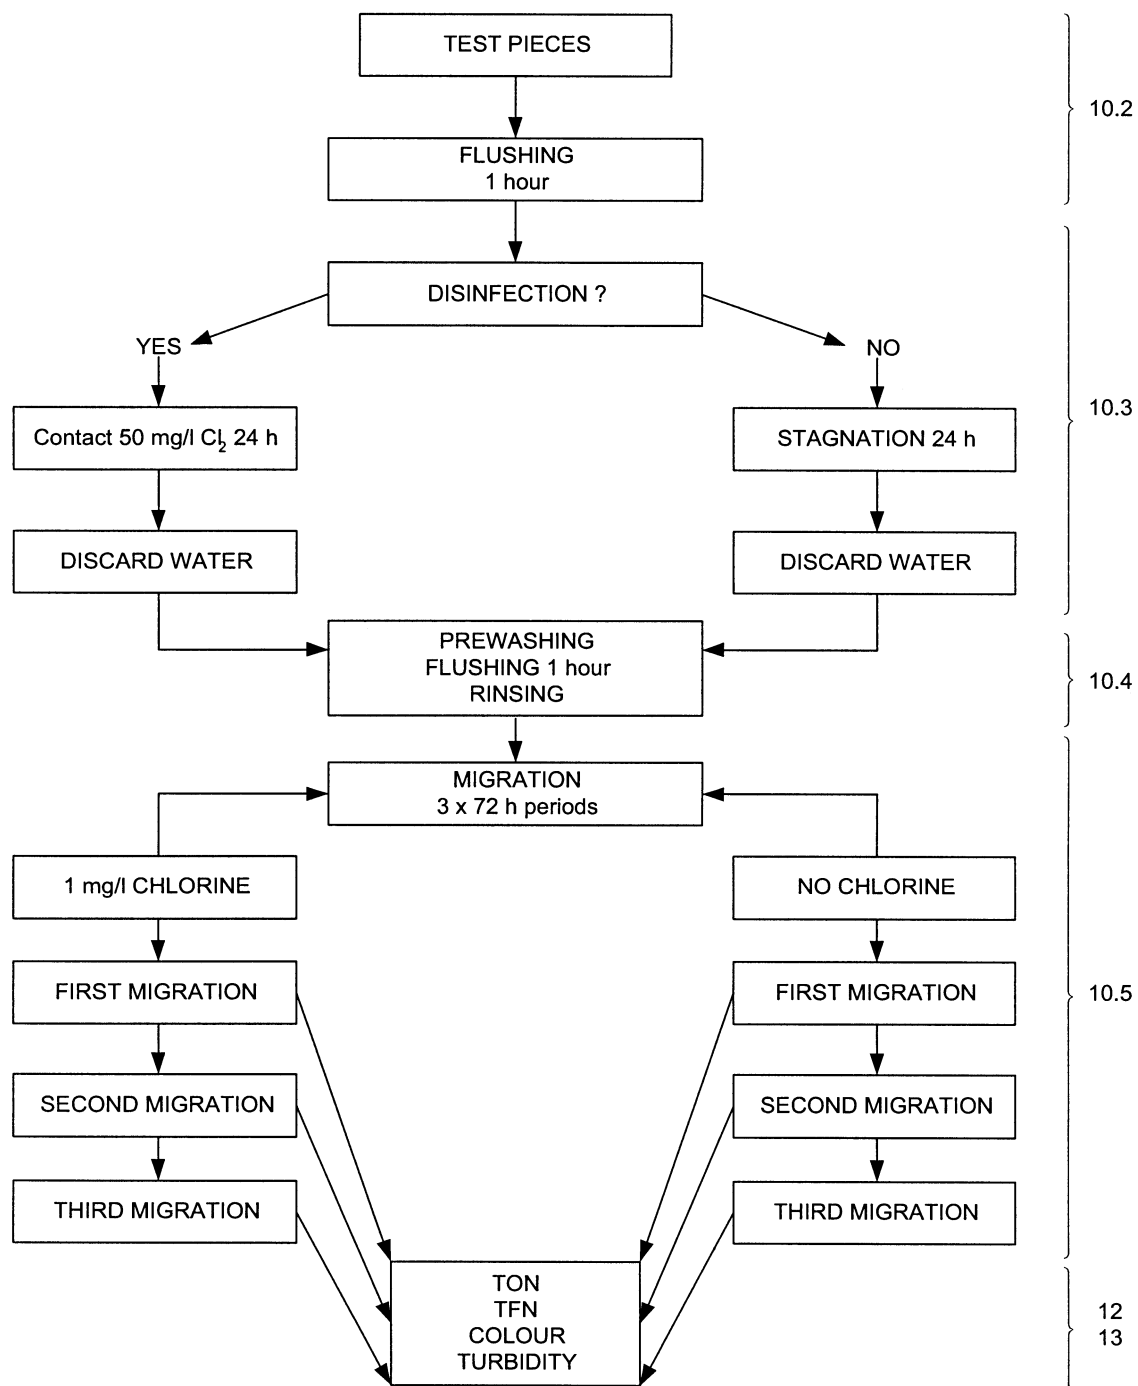 TEST PIECES
10.2
FLUSHING
1 hour
DISINFECTION ?
YES
NO
10.3
Contact 50 mg/l Cl2 24 h
STAGNATION 24 h
DISCARD WATER
DISCARD WATER
PREWASHING
FLUSHING 1 hour
RINSING
10.4
MIGRATION
3 x 72 h periods
1 mg/l CHLORINE
NO CHLORINE
FIRST MIGRATION
FIRST MIGRATION
10.5
SECOND MIGRATION
SECOND MIGRATION
THIRD MIGRATION
THIRD MIGRATION
TON
TFN
COLOUR
TURBIDITY
12
13